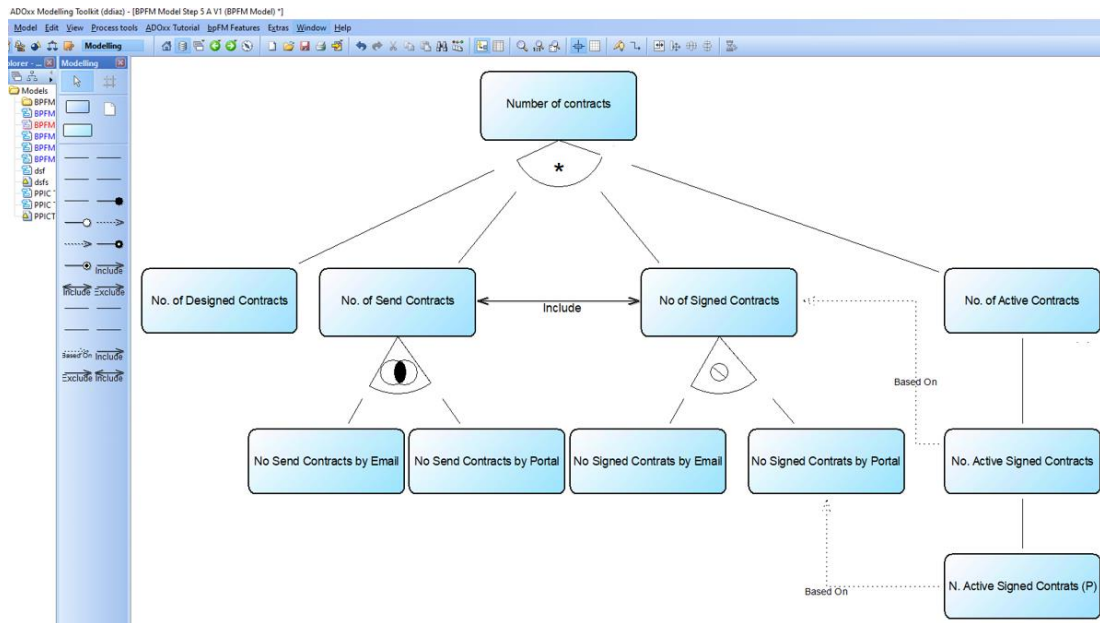 ADOxx Modelling Toolkit (ddiaz) - [BPFM Model Step 5 A V1 (BPFM Model) *]
Model Edit View Process tools ADOxx Tutorial bpFM Features Extras Window Help
Modelling
plorer - ... Modelling
Models
BPFM
BPFM
BPFM
BPFM
BPFM
BPFM
dsf
dsfs
PPIC T
PPIC T
PPICT
Include
Include Exclude
Based On Include
Exclude Include
Number of contracts
*
No. of Designed Contracts
No. of Send Contracts
Include
No of Signed Contracts
No. of Active Contracts
Based On
No Send Contracts by Email
No Send Contracts by Portal
No Signed Contrats by Email
No Signed Contrats by Portal
No. Active Signed Contracts
Based On
N. Active Signed Contrats (P)